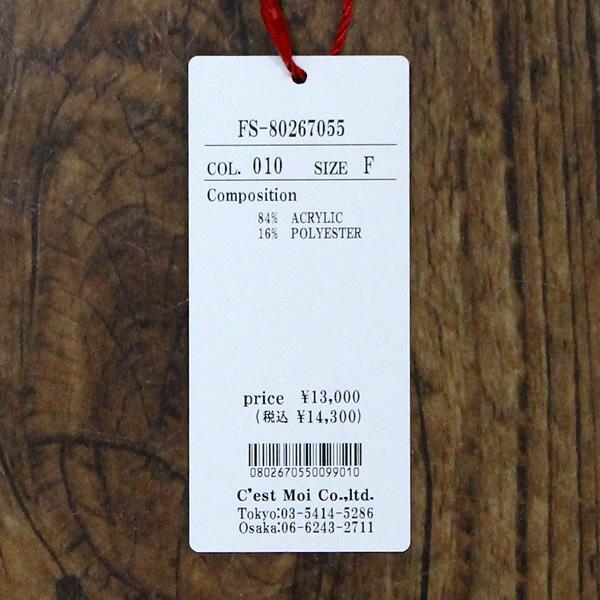 FS-80267055
COL. 010 SIZE F
Composition
84% ACRYLIC
16% POLYESTER
price ¥13,000
(税込 ¥14,300)
0802670550099010
C'est Moi Co.,ltd.
Tokyo:03-5414-5286
Osaka:06-6243-2711